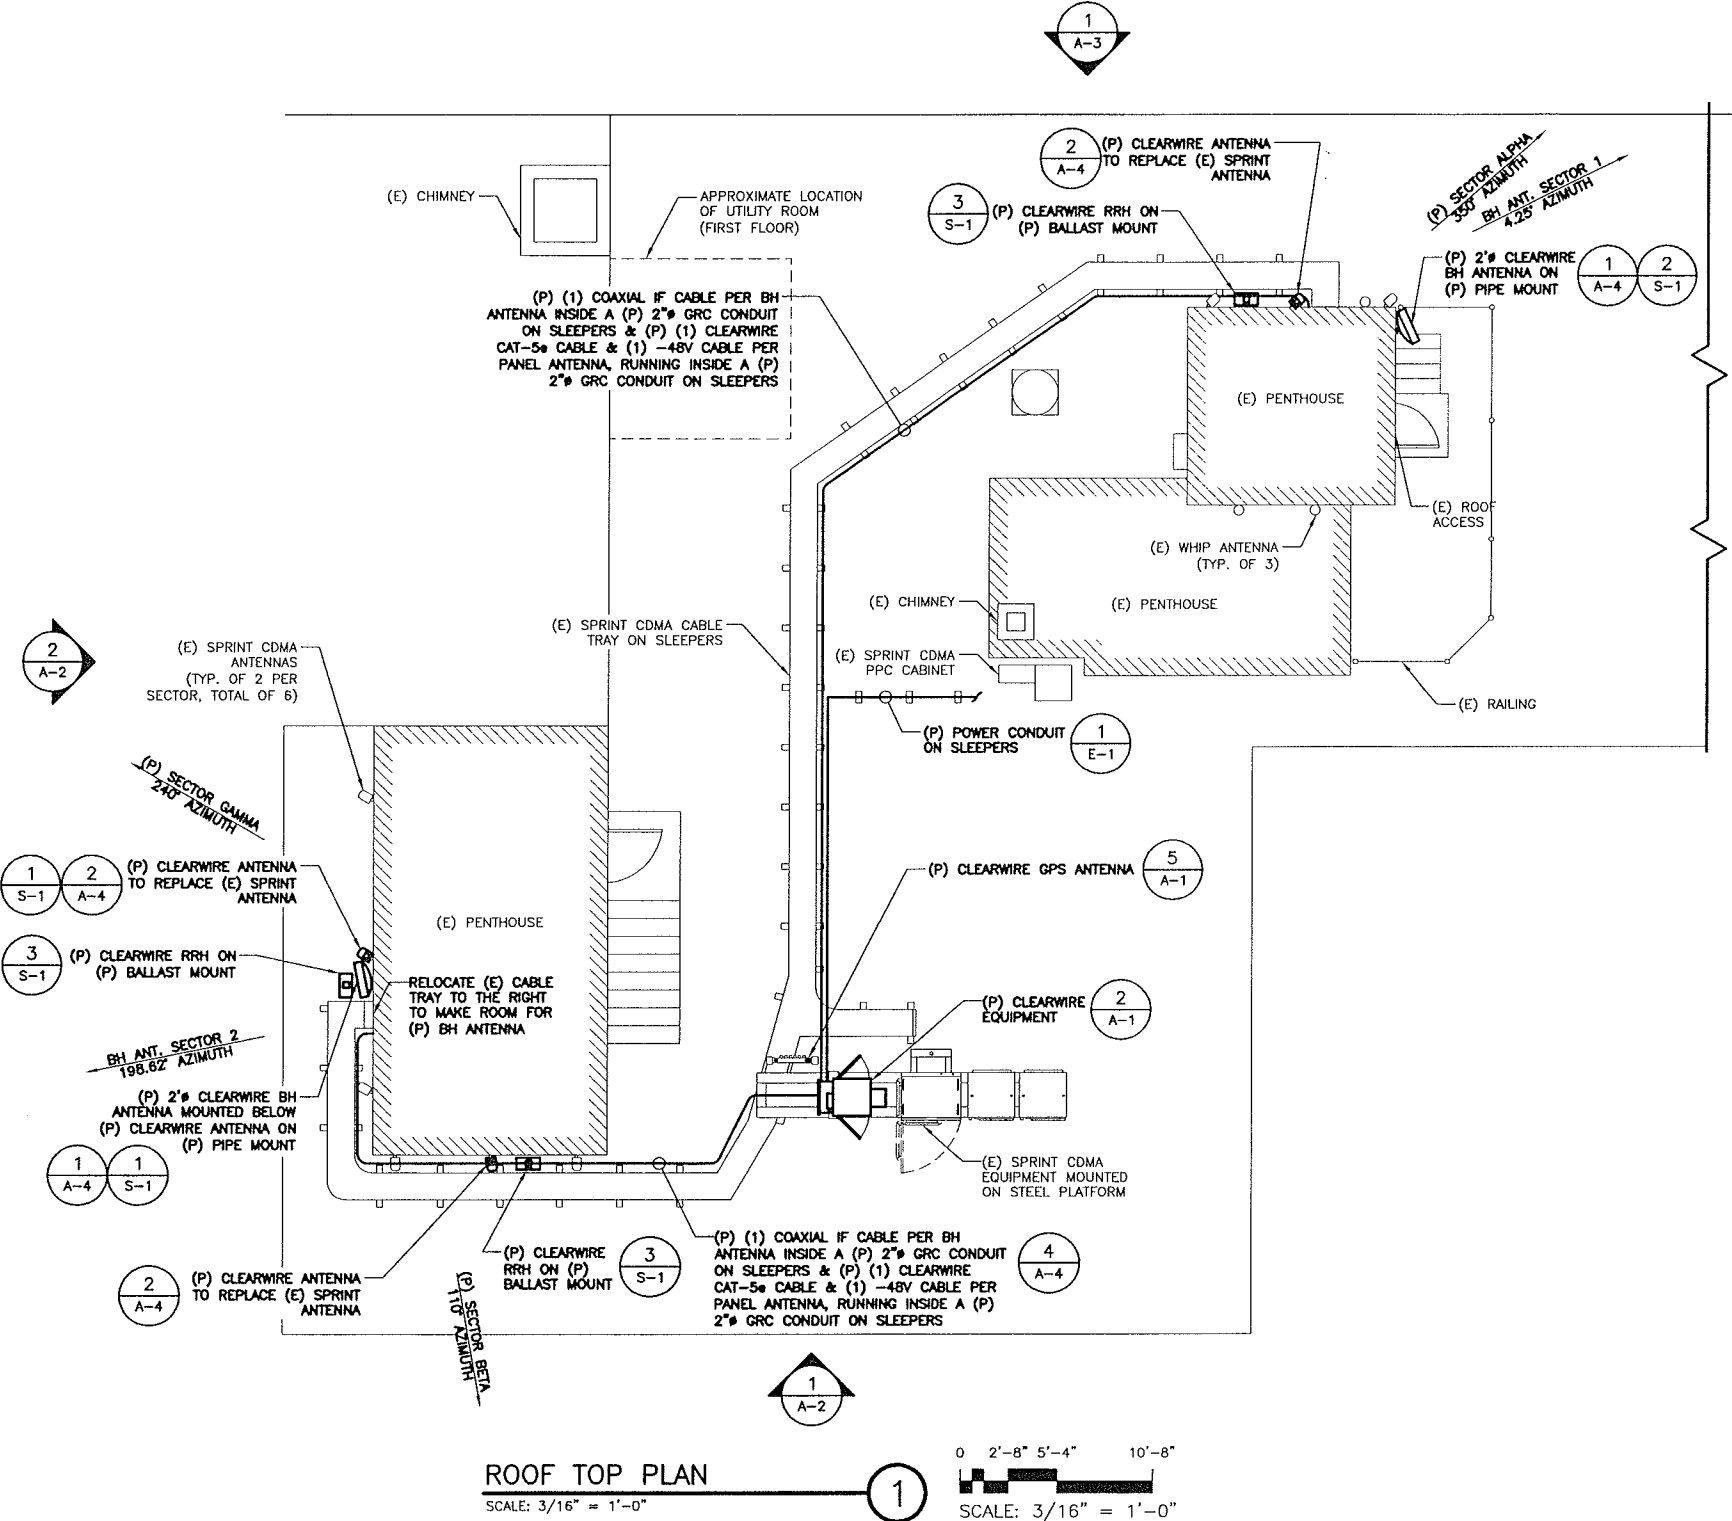 1
A-3
2
A-4
(P) CLEARWIRE ANTENNA
TO REPLACE (E) SPRINT
ANTENNA
(P) SECTOR ALPHA
350° AZIMUTH
BH ANT. SECTOR 1
4.25° AZIMUTH
(E) CHIMNEY
APPROXIMATE LOCATION
OF UTILITY ROOM
(FIRST FLOOR)
3
S-1
(P) CLEARWIRE RRH ON
(P) BALLAST MOUNT
(P) 2'ø CLEARWIRE
BH ANTENNA ON
(P) PIPE MOUNT
1
A-4
2
S-1
(P) (1) COAXIAL IF CABLE PER BH
ANTENNA INSIDE A (P) 2"ø GRC CONDUIT
ON SLEEPERS & (P) (1) CLEARWIRE
CAT-5e CABLE & (1) -48V CABLE PER
PANEL ANTENNA, RUNNING INSIDE A (P)
2"ø GRC CONDUIT ON SLEEPERS
(E) PENTHOUSE
(E) ROOF
ACCESS
(E) WHIP ANTENNA
(TYP. OF 3)
(E) CHIMNEY
(E) PENTHOUSE
(E) SPRINT CDMA CABLE
TRAY ON SLEEPERS
2
A-2
(E) SPRINT CDMA
ANTENNAS
(TYP. OF 2 PER
SECTOR, TOTAL OF 6)
(E) SPRINT CDMA
PPC CABINET
(E) RAILING
(P) POWER CONDUIT
ON SLEEPERS
1
E-1
(P) SECTOR GAMMA
240° AZIMUTH
1
S-1
2
A-4
(P) CLEARWIRE ANTENNA
TO REPLACE (E) SPRINT
ANTENNA
(P) CLEARWIRE GPS ANTENNA
5
A-1
(E) PENTHOUSE
3
S-1
(P) CLEARWIRE RRH ON
(P) BALLAST MOUNT
RELOCATE (E) CABLE
TRAY TO THE RIGHT
TO MAKE ROOM FOR
(P) BH ANTENNA
(P) CLEARWIRE
EQUIPMENT
2
A-1
BH ANT. SECTOR 2
198.62° AZIMUTH
(P) 2'ø CLEARWIRE BH
ANTENNA MOUNTED BELOW
(P) CLEARWIRE ANTENNA ON
(P) PIPE MOUNT
1
A-4
1
S-1
(E) SPRINT CDMA
EQUIPMENT MOUNTED
ON STEEL PLATFORM
2
A-4
(P) CLEARWIRE ANTENNA
TO REPLACE (E) SPRINT
ANTENNA
(P) SECTOR BETA
110° AZIMUTH
(P) CLEARWIRE
RRH ON (P)
BALLAST MOUNT
3
S-1
(P) (1) COAXIAL IF CABLE PER BH
ANTENNA INSIDE A (P) 2"ø GRC CONDUIT
ON SLEEPERS & (P) (1) CLEARWIRE
CAT-5e CABLE & (1) -48V CABLE PER
PANEL ANTENNA, RUNNING INSIDE A (P)
2"ø GRC CONDUIT ON SLEEPERS
4
A-4
1
A-2
ROOF TOP PLAN
SCALE: 3/16" = 1'-0"
1
0 2'-8" 5'-4" 10'-8"
SCALE: 3/16" = 1'-0"